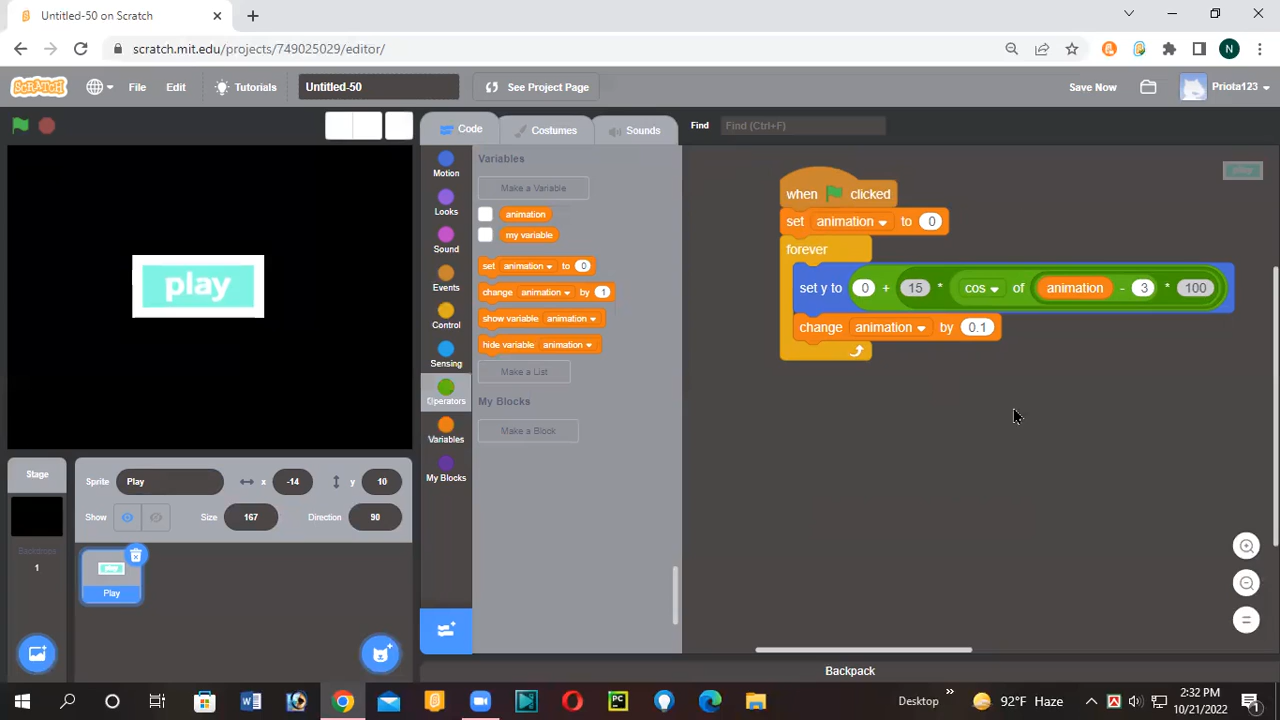 Untitled-50 on Scratch
scratch.mit.edu/projects/749025029/editor/
N
SCRATCH
File
Edit
Tutorials
Untitled-50
See Project Page
Save Now
Priota123
Code
Costumes
Sounds
Find
Find (Ctrl+F)
Motion
Looks
Sound
Events
Control
Sensing
Operators
Variables
My Blocks
Variables
Make a Variable
animation
my variable
set animation to 0
change animation by 1
show variable animation
hide variable animation
Make a List
My Blocks
Make a Block
when clicked
set animation to 0
forever
set y to 0 + 15 * cos of animation - 3 * 100
change animation by 0.1
play
play
Stage
Sprite Play x -14 y 10
Show Size 167 Direction 90
Backdrops
1
play
Play
Backpack
Desktop
92°F Haze
2:32 PM
10/21/2022
PC
1